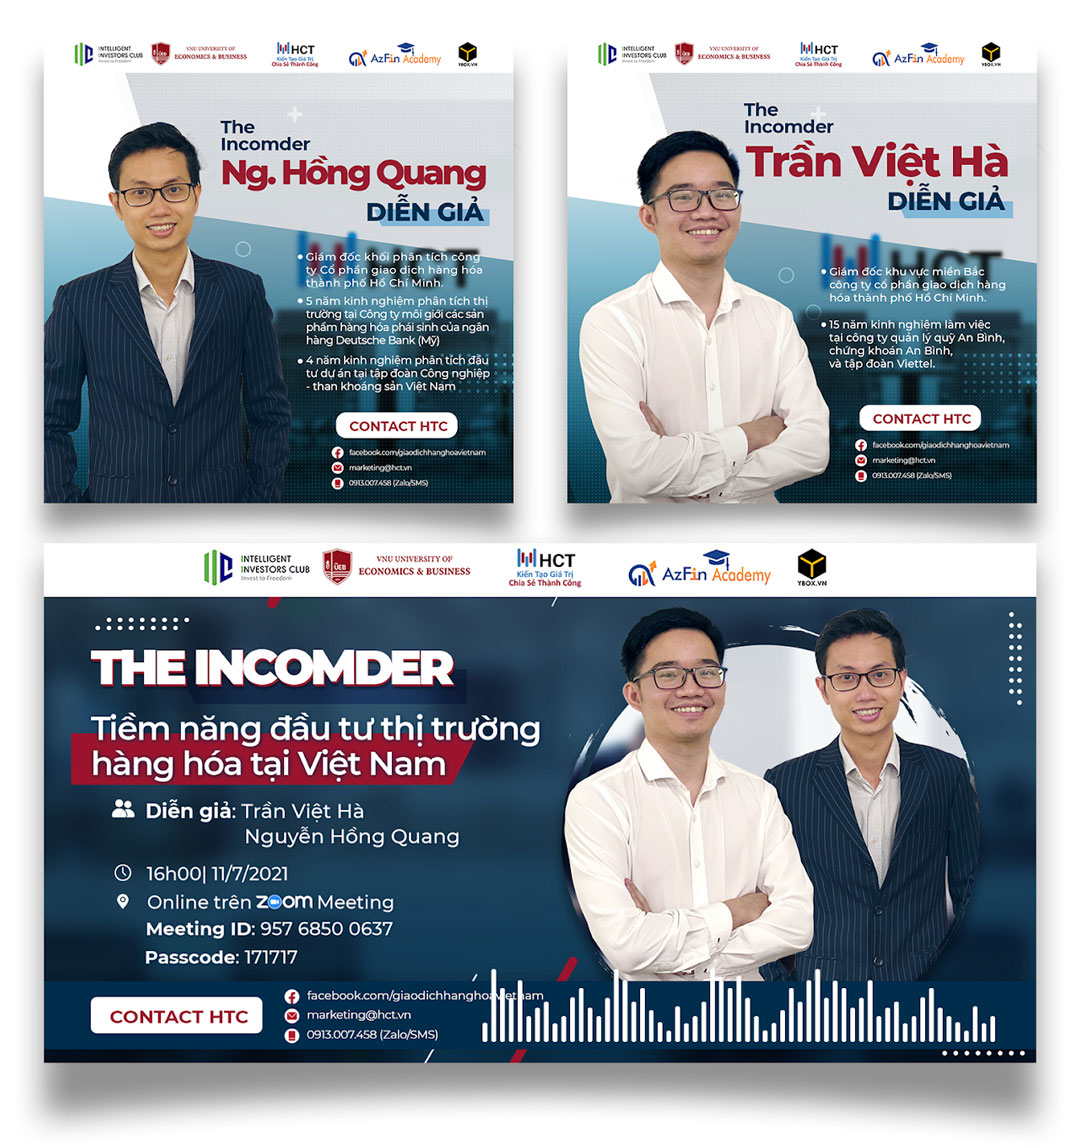 INTELLIGENT
INVESTORS CLUB
Invest to Freedom
VNU UNIVERSITY OF
ECONOMICS & BUSINESS
UEB
HCT
Kiến Tạo Giá Trị
Chia Sẻ Thành Công
AzFin Academy
YBOX.VN
The
Incomder
Ng. Hồng Quang
DIỄN GIẢ
HCT
• Giám đốc khối phân tích công
ty Cổ phần giao dịch hàng hóa
thành phố Hồ Chí Minh.
• 5 năm kinh nghiệm phân tích thị
trường tại Công ty môi giới các sản
phẩm hàng hóa phái sinh của ngân
hàng Deutsche Bank (Mỹ)
• 4 năm kinh nghiệm phân tích đầu
tư dự án tại tập đoàn Công nghiệp
- than khoáng sản Việt Nam
CONTACT HTC
facebook.com/giaodichhanghoavietnam
marketing@hct.vn
0913.007.458 (Zalo/SMS)
INTELLIGENT
INVESTORS CLUB
Invest to Freedom
VNU UNIVERSITY OF
ECONOMICS & BUSINESS
UEB
HCT
Kiến Tạo Giá Trị
Chia Sẻ Thành Công
AzFin Academy
YBOX.VN
The
Incomder
Trần Việt Hà
DIỄN GIẢ
HCT
• Giám đốc khu vực miền Bắc
công ty cổ phần giao dịch hàng
hóa thành phố Hồ Chí Minh.
• 15 năm kinh nghiệm làm việc
tại công ty quản lý quỹ An Bình,
chứng khoán An Bình,
và tập đoàn Viettel.
CONTACT HTC
facebook.com/giaodichhanghoavietnam
marketing@hct.vn
0913.007.458 (Zalo/SMS)
INTELLIGENT
INVESTORS CLUB
Invest to Freedom
UEB
VNU UNIVERSITY OF
ECONOMICS & BUSINESS
HCT
Kiến Tạo Giá Trị
Chia Sẻ Thành Công
AzFin Academy
YBOX.VN
THE INCOMDER
Tiềm năng đầu tư thị trường
hàng hóa tại Việt Nam
Diễn giả: Trần Việt Hà
Nguyễn Hồng Quang
16h00| 11/7/2021
Online trên zoom Meeting
Meeting ID: 957 6850 0637
Passcode: 171717
CONTACT HTC
facebook.com/giaodichhanghoavietnam
marketing@hct.vn
0913.007.458 (Zalo/SMS)